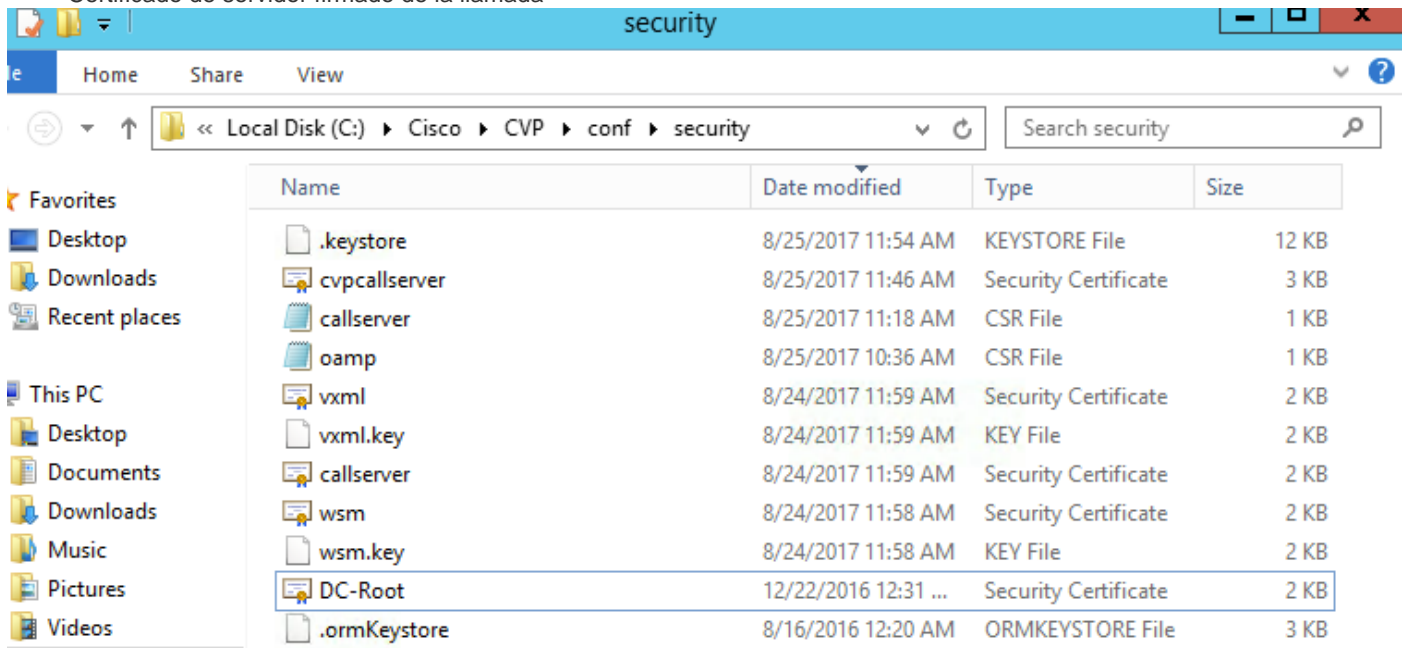 Certificado de servidor firmado de la llamada
security
le Home Share View
« Local Disk (C:) Cisco CVP conf security Search security
Favorites
Desktop
Downloads
Recent places
This PC
Desktop
Documents
Downloads
Music
Pictures
Videos
Name Date modified Type Size
.keystore 8/25/2017 11:54 AM KEYSTORE File 12 KB
cvpcallserver 8/25/2017 11:46 AM Security Certificate 3 KB
callserver 8/25/2017 11:18 AM CSR File 1 KB
oamp 8/25/2017 10:36 AM CSR File 1 KB
vxml 8/24/2017 11:59 AM Security Certificate 2 KB
vxml.key 8/24/2017 11:59 AM KEY File 2 KB
callserver 8/24/2017 11:59 AM Security Certificate 2 KB
wsm 8/24/2017 11:58 AM Security Certificate 2 KB
wsm.key 8/24/2017 11:58 AM KEY File 2 KB
DC-Root 12/22/2016 12:31 ... Security Certificate 2 KB
.ormKeystore 8/16/2016 12:20 AM ORMKEYSTORE File 3 KB